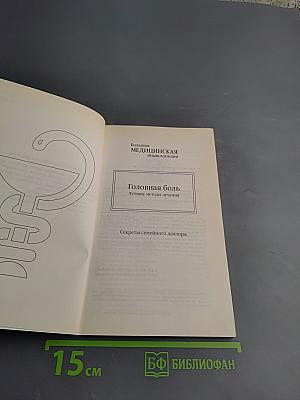 Большая
МЕДИЦИНСКАЯ
энциклопедия
Головная боль
Лучшие методы лечения
Секреты семейного доктора
15 см
БФ БИБЛИОФАН